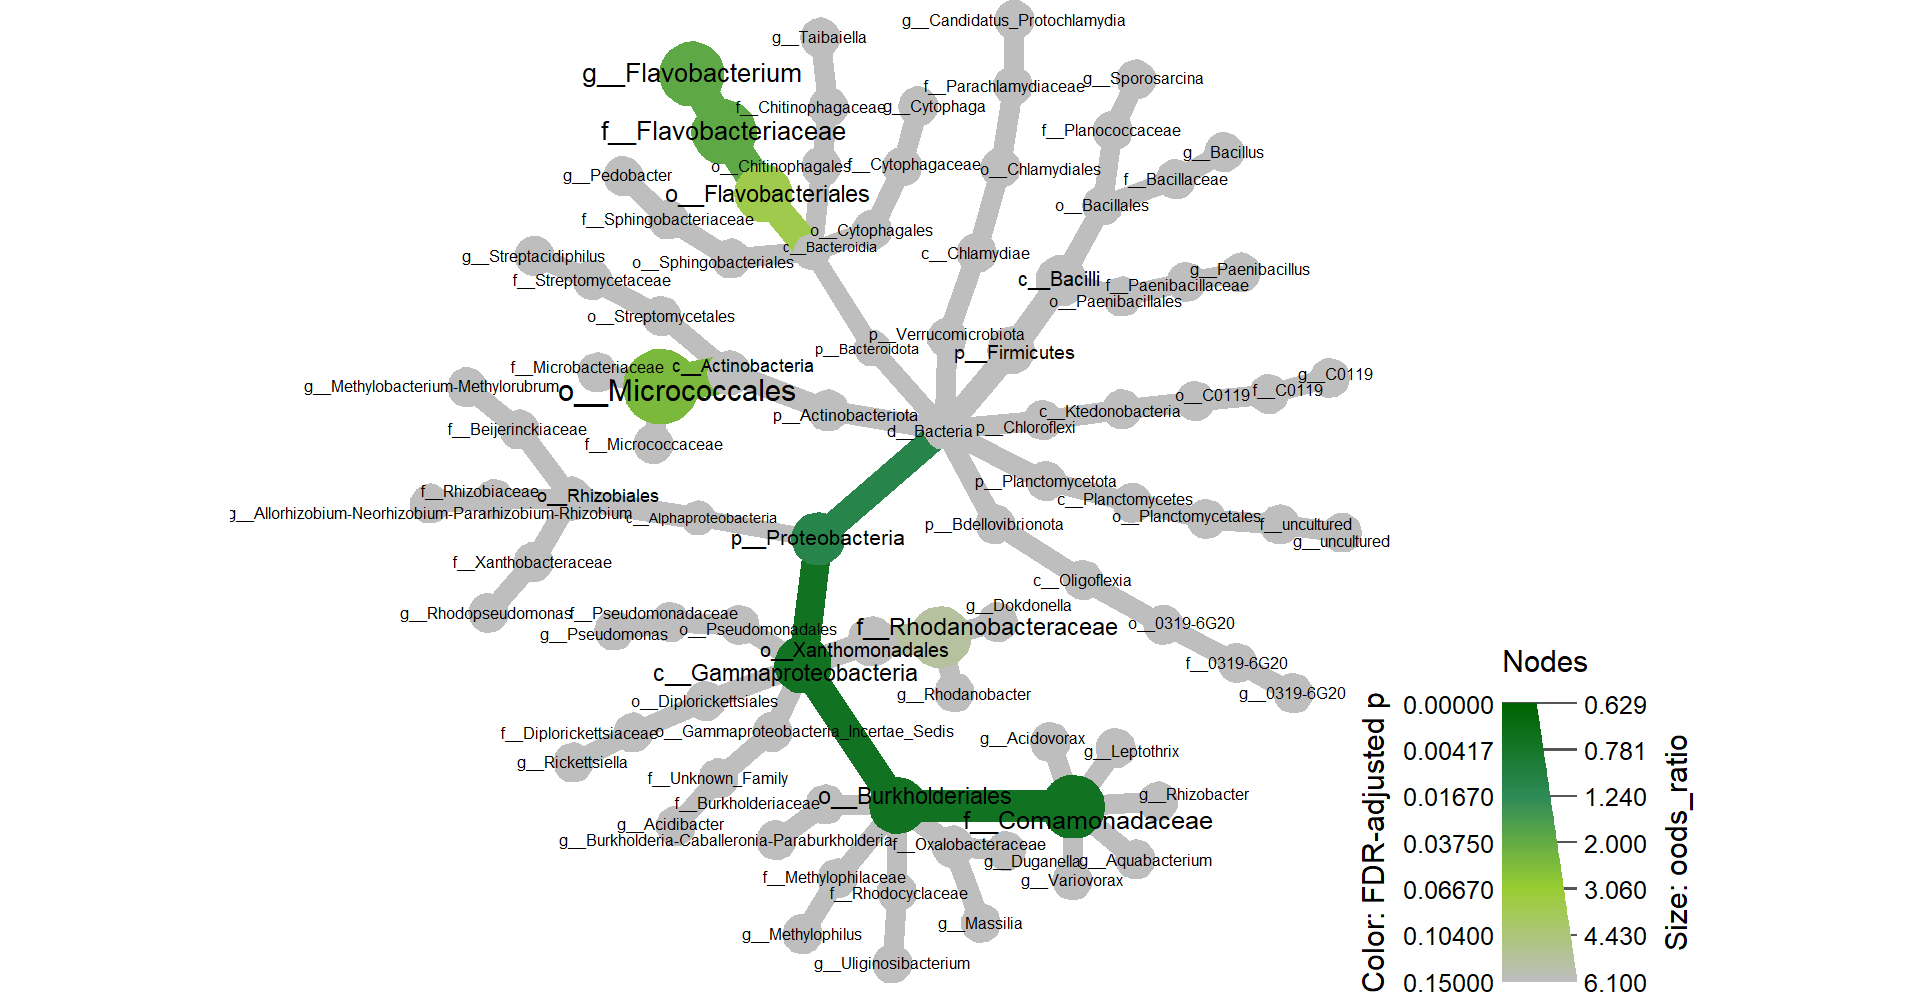 g__Candidatus_Protochlamydia
g__Taibaiella
g__Flavobacterium
f__Parachlamydiaceae
g__Sporosarcina
f__Chitinophagaceae
g__Cytophaga
f__Flavobacteriaceae
f__Planococcaceae
g__Bacillus
o__Chitinophagales
f__Cytophagaceae
o__Chlamydiales
g__Pedobacter
f__Bacillaceae
o__Flavobacteriales
o__Bacillales
f__Sphingobacteriaceae
o__Cytophagales
c__Bacteroidia
g__Streptacidiphilus
o__Sphingobacteriales
c__Chlamydiae
g__Paenibacillus
f__Streptomycetaceae
c__Bacilli
f__Paenibacillaceae
o__Paenibacillales
o__Streptomycetales
p__Verrucomicrobiota
p__Bacteroidota
p__Firmicutes
f__Microbacteriaceae
c__Actinobacteria
g__C0119
g__Methylobacterium-Methylorubrum
o__Micrococcales
o__C0119
f__C0119
p__Actinobacteriota
c__Ktedonobacteria
f__Beijerinckiaceae
d__Bacteria
p__Chloroflexi
f__Micrococcaceae
p__Planctomycetota
f__Rhizobiaceae
o__Rhizobiales
c__Planctomycetes
g__Allorhizobium-Neorhizobium-Pararhizobium-Rhizobium
c__Alphaproteobacteria
o__Planctomycetales
f__uncultured
p__Bdellovibrionota
p__Proteobacteria
g__uncultured
f__Xanthobacteraceae
c__Oligoflexia
g__Rhodopseudomonas
f__Pseudomonadaceae
g__Dokdonella
g__Pseudomonas
o__Pseudomonadales
f__Rhodanobacteraceae
o__0319-6G20
o__Xanthomonadales
f__0319-6G20
c__Gammaproteobacteria
g__Rhodanobacter
g__0319-6G20
o__Diplorickettsiales
f__Diplorickettsiaceae
o__Gammaproteobacteria_Incertae_Sedis
g__Acidovorax
g__Leptothrix
g__Rickettsiella
f__Unknown_Family
f__Burkholderiaceae
o__Burkholderiales
g__Rhizobacter
g__Acidibacter
f__Comamonadaceae
g__Burkholderia-Caballeronia-Paraburkholderia
f__Oxalobacteraceae
g__Duganella
g__Aquabacterium
f__Methylophilaceae
g__Variovorax
f__Rhodocyclaceae
g__Massilia
g__Methylophilus
g__Uliginosibacterium
Nodes
Color: FDR-adjusted p
0.00000
0.00417
0.01670
0.03750
0.06670
0.10400
0.15000
0.629
0.781
1.240
2.000
3.060
4.430
6.100
Size: oods_ratio